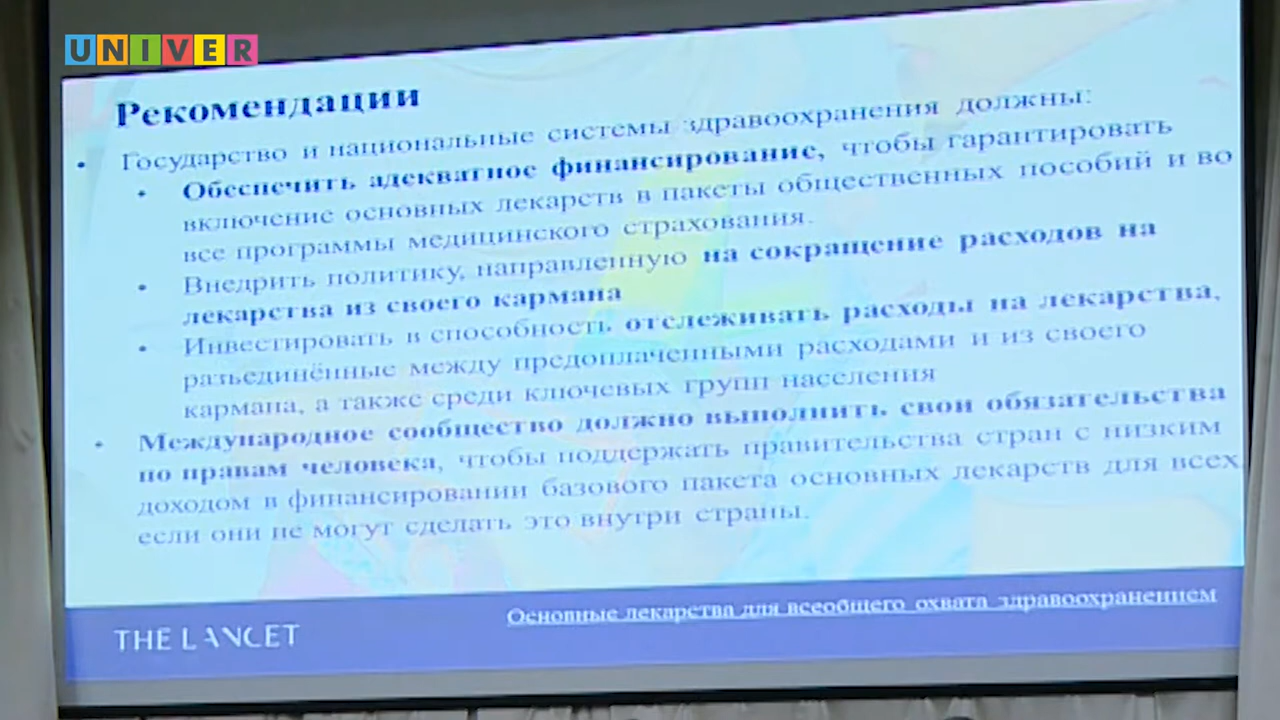 UNIVER
Рекомендации
• Государство и национальные системы здравоохранения должны:
• Обеспечить адекватное финансирование, чтобы гарантировать
включение основных лекарств в пакеты общественных пособий и во
все программы медицинского страхования.
• Внедрить политику, направленную на сокращение расходов на
лекарства из своего кармана
• Инвестировать в способность отслеживать расходы на лекарства,
разъединённые между предоплаченными расходами и из своего
кармана, а также среди ключевых групп населения
• Международное сообщество должно выполнить свои обязательства
по правам человека, чтобы поддержать правительства стран с низким
доходом в финансировании базового пакета основных лекарств для всех,
если они не могут сделать это внутри страны.
Основные лекарства для всеобщего охвата здравоохранением
THE LANCET